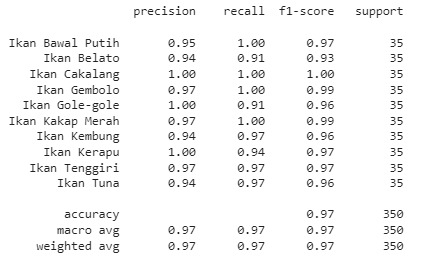 precision recall f1-score support
Ikan Bawal Putih 0.95 1.00 0.97 35
Ikan Belato 0.94 0.91 0.93 35
Ikan Cakalang 1.00 1.00 1.00 35
Ikan Gembolo 0.97 1.00 0.99 35
Ikan Gole-gole 1.00 0.91 0.96 35
Ikan Kakap Merah 0.97 1.00 0.99 35
Ikan Kembung 0.94 0.97 0.96 35
Ikan Kerapu 1.00 0.94 0.97 35
Ikan Tenggiri 0.97 0.97 0.97 35
Ikan Tuna 0.94 0.97 0.96 35
accuracy 0.97 350
macro avg 0.97 0.97 0.97 350
weighted avg 0.97 0.97 0.97 350